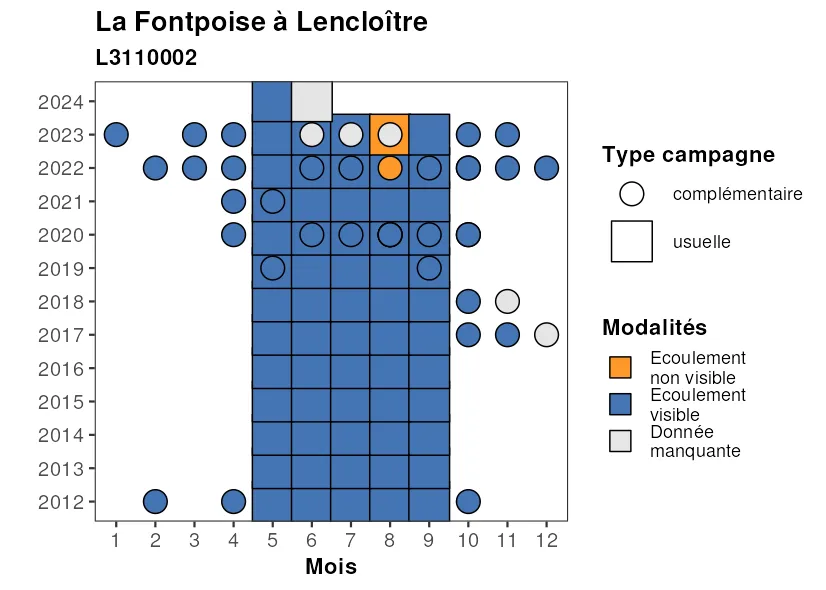 La Fontpoise à Lencloître
L3110002
2024
2023
2022
2021
2020
2019
2018
2017
2016
2015
2014
2013
2012
1 2 3 4 5 6 7 8 9 10 11 12
Mois
Type campagne
complémentaire
usuelle
Modalités
Ecoulement
non visible
Ecoulement
visible
Donnée
manquante